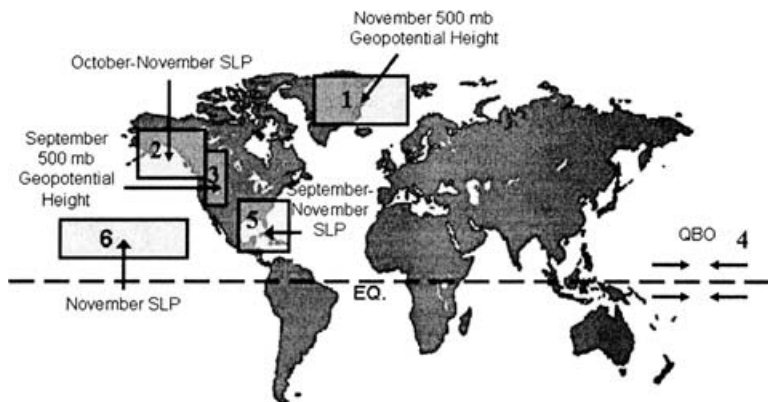 November 500 mb
Geopotential Height
October-November SLP
1
September
500 mb
Geopotential
Height
2
3
September-
November
SLP
5
6
QBO 4
EQ.
November SLP